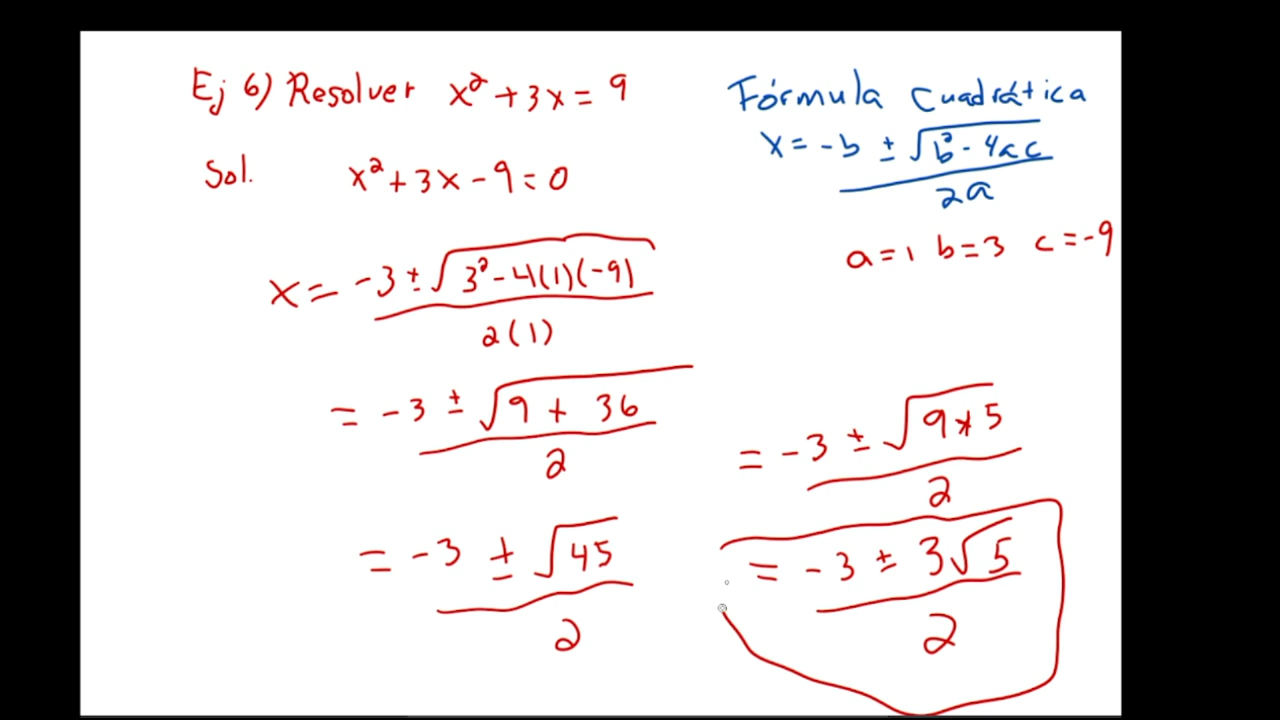 Ej 6) Resolver x² + 3x = 9
Sol. x² + 3x - 9 = 0
x = -3 ± √3² - 4(1)(-9)
2(1)
= -3 ± √9 + 36
2
= -3 ± √45
2
Fórmula Cuadrática
x = -b ± √b² - 4ac
2a
a = 1 b = 3 c = -9
= -3 ± √9*5
2
= -3 ± 3√5
2